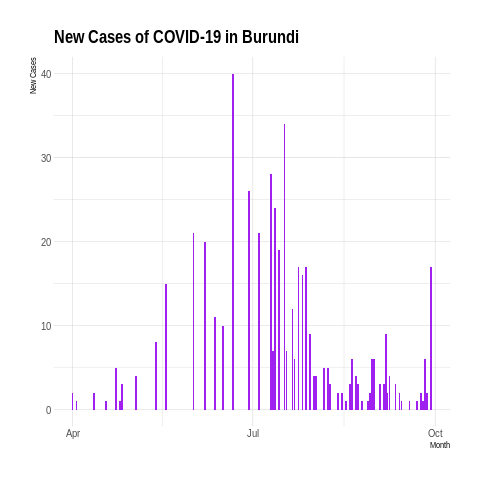 New Cases of COVID-19 in Burundi
New Cases
40
30
20
10
0
Apr
Jul
Oct
Month